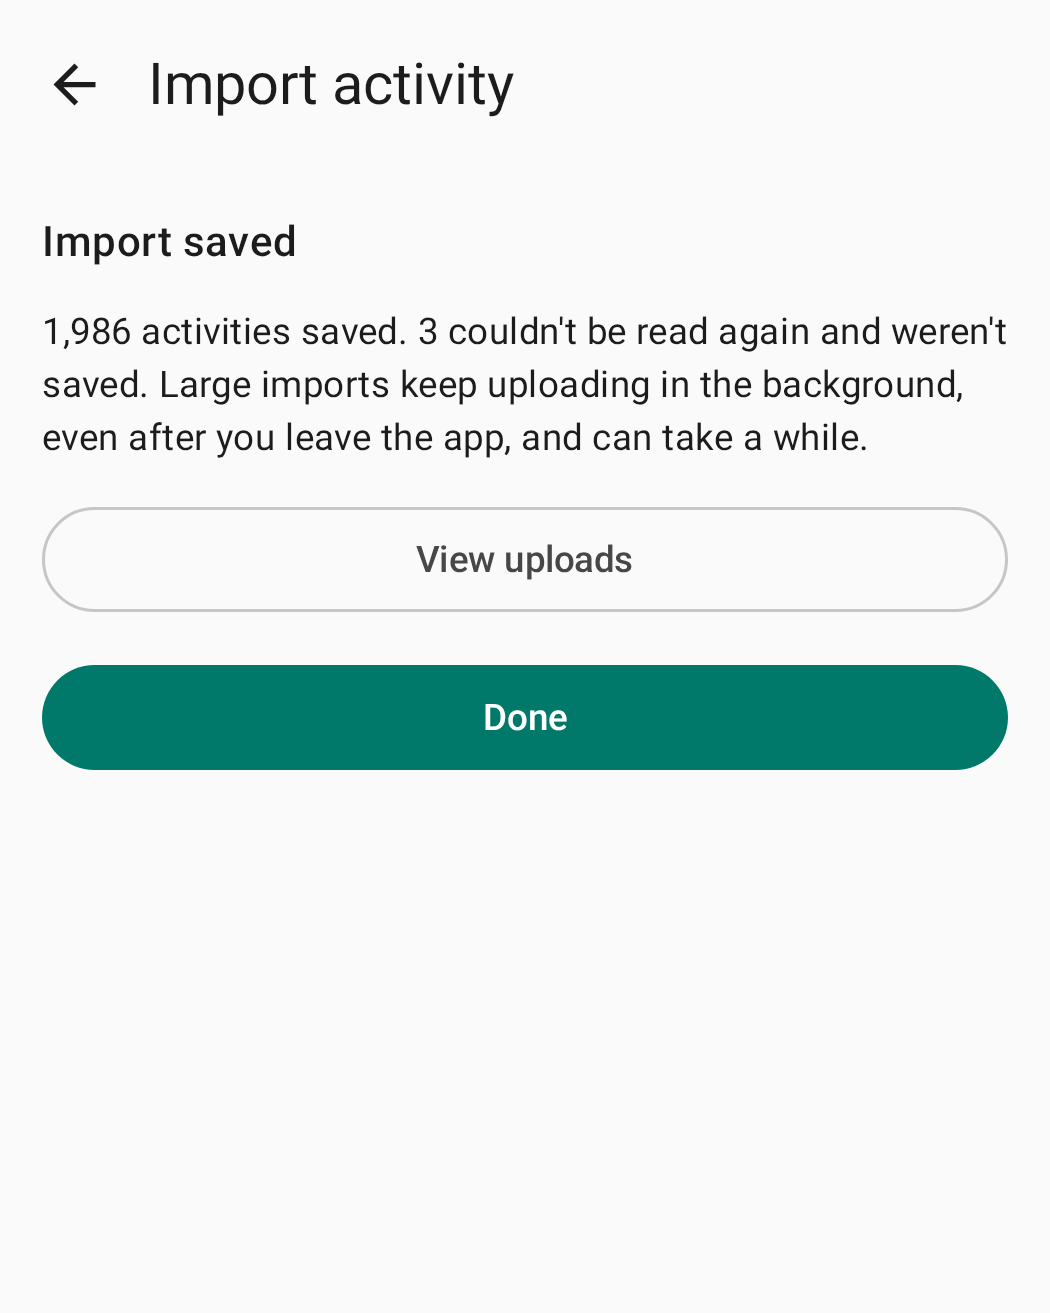 Import activity
Import saved
1,986 activities saved. 3 couldn't be read again and weren't
saved. Large imports keep uploading in the background,
even after you leave the app, and can take a while.
View uploads
Done